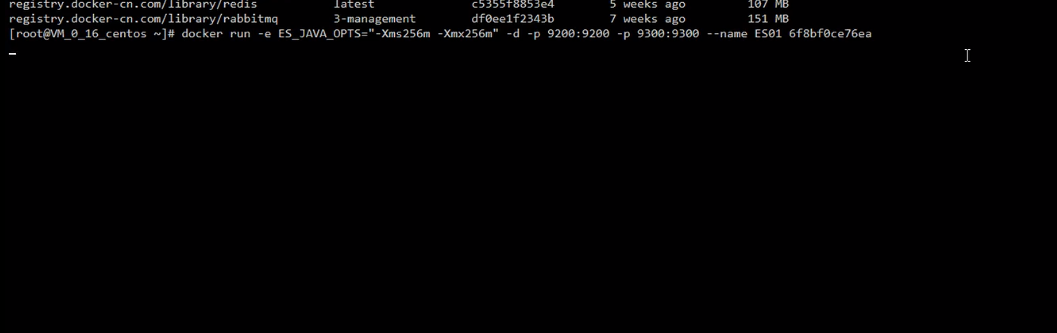 registry.docker-cn.com/library/redis latest c5355f8853e4 5 weeks ago 107 MB
registry.docker-cn.com/library/rabbitmq 3-management df0ee1f2343b 7 weeks ago 151 MB
[root@VM_0_16_centos ~]# docker run -e ES_JAVA_OPTS="-Xms256m -Xmx256m" -d -p 9200:9200 -p 9300:9300 --name ES01 6f8bf0ce76ea